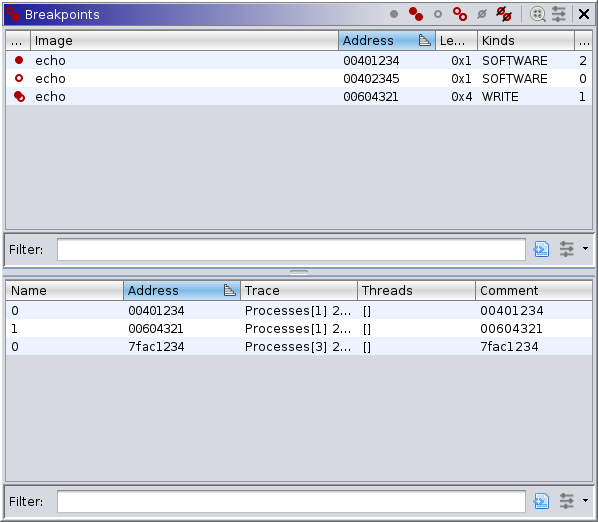 Breakpoints
... Image Address Le... Kinds ...
echo 00401234 0x1 SOFTWARE 2
echo 00402345 0x1 SOFTWARE 0
echo 00604321 0x4 WRITE 1
Filter:
Name Address Trace Threads Comment
0 00401234 Processes[1] 2... [] 00401234
1 00604321 Processes[1] 2... [] 00604321
0 7fac1234 Processes[3] 2... [] 7fac1234
Filter: